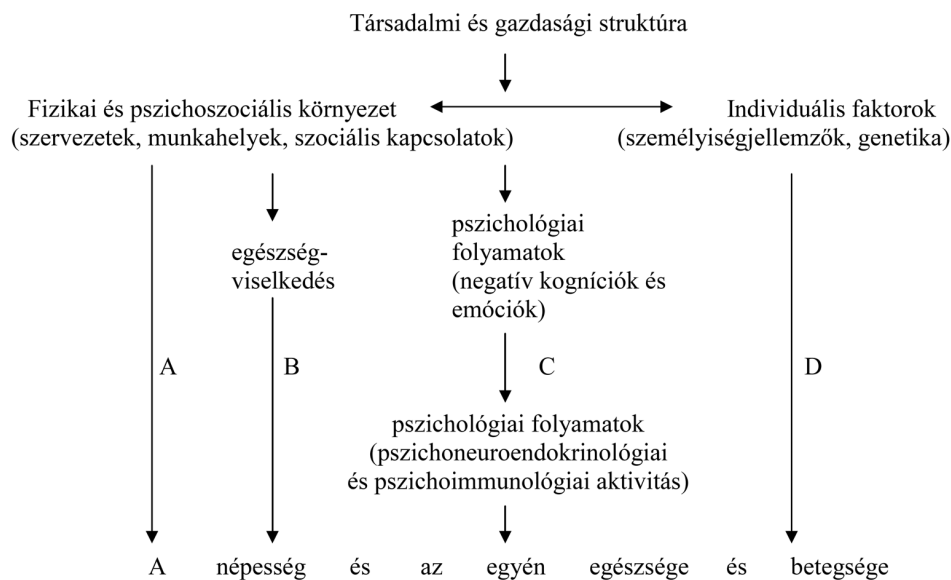 Társadalmi és gazdasági struktúra
Fizikai és pszichoszociális környezet
(szervezetek, munkahelyek, szociális kapcsolatok)
Individuális faktorok
(személyiségjellemzők, genetika)
egészség-
viselkedés
pszichológiai
folyamatok
(negatív kogníciók és
emóciók)
A
B
C
D
pszichológiai folyamatok
(pszichoneuroendokrinológiai
és pszichoimmunológiai aktivitás)
A népesség és az egyén egészsége és betegsége